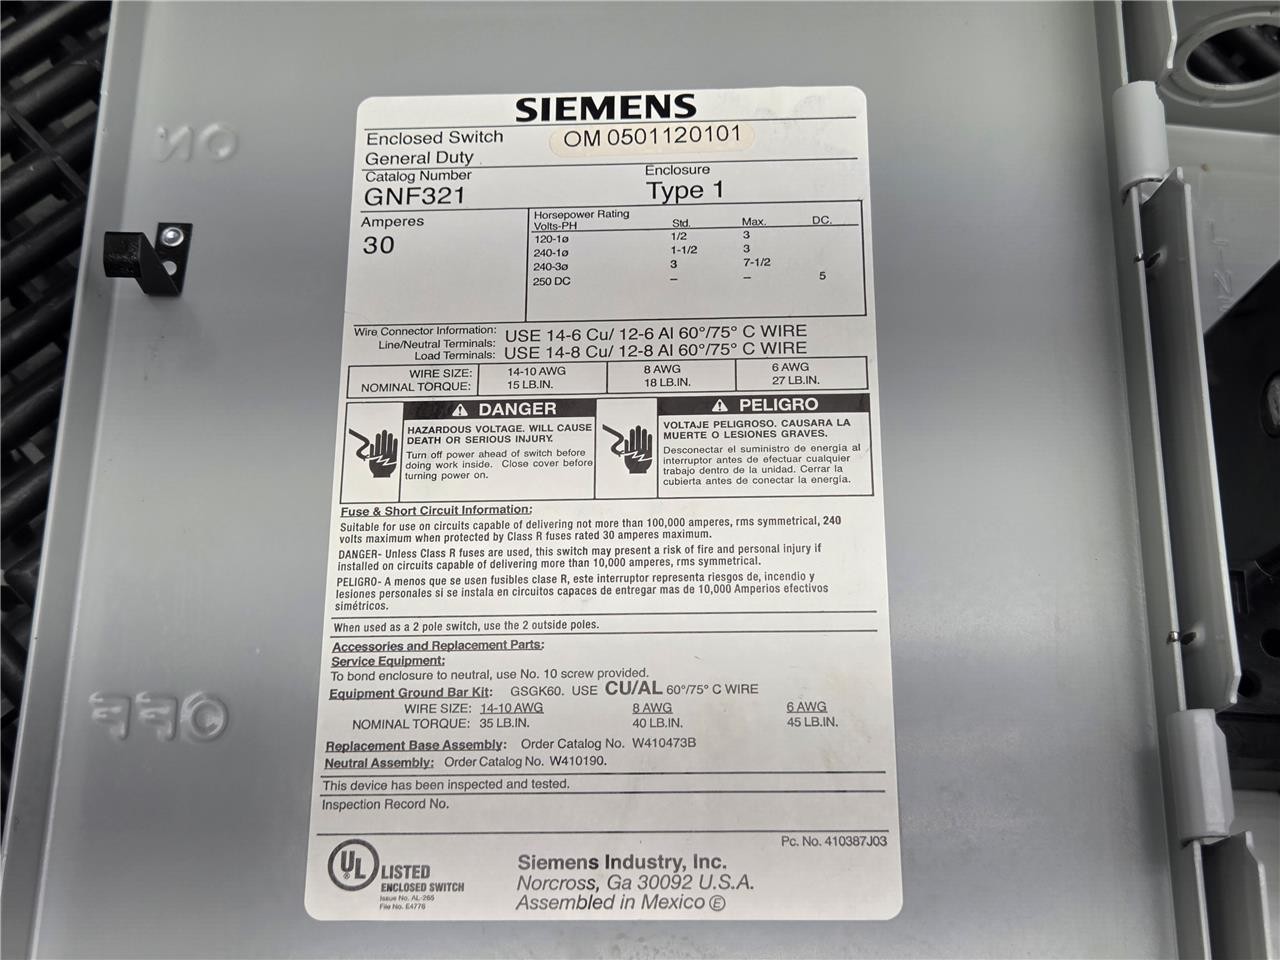 SIEMENS
Enclosed Switch OM 0501120101
General Duty
Catalog Number Enclosure
GNF321 Type 1
Amperes
30
Horsepower Rating
Volts-PH Std. Max. DC.
120-1ø 1/2 3
240-1ø 1-1/2 3
240-3ø 3 7-1/2
250 DC – – 5
Wire Connector Information:
Line/Neutral Terminals: USE 14-6 Cu/ 12-6 Al 60°/75° C WIRE
Load Terminals: USE 14-8 Cu/ 12-8 Al 60°/75° C WIRE
WIRE SIZE: 14-10 AWG 8 AWG 6 AWG
NOMINAL TORQUE: 15 LB.IN. 18 LB.IN. 27 LB.IN.
DANGER
HAZARDOUS VOLTAGE. WILL CAUSE
DEATH OR SERIOUS INJURY.
Turn off power ahead of switch before
doing work inside. Close cover before
turning power on.
PELIGRO
VOLTAJE PELIGROSO. CAUSARA LA
MUERTE O LESIONES GRAVES.
Desconectar el suministro de energía al
interruptor antes de efectuar cualquier
trabajo dentro de la unidad. Cerrar la
cubierta antes de conectar la energía.
Fuse & Short Circuit Information:
Suitable for use on circuits capable of delivering not more than 100,000 amperes, rms symmetrical, 240
volts maximum when protected by Class R fuses rated 30 amperes maximum.
DANGER- Unless Class R fuses are used, this switch may present a risk of fire and personal injury if
installed on circuits capable of delivering more than 10,000 amperes, rms symmetrical.
PELIGRO- A menos que se usen fusibles clase R, este interruptor representa riesgos de, incendio y
lesiones personales si se instala en circuitos capaces de entregar mas de 10,000 Amperios efectivos
simétricos.
When used as a 2 pole switch, use the 2 outside poles.
Accessories and Replacement Parts:
Service Equipment:
To bond enclosure to neutral, use No. 10 screw provided.
Equipment Ground Bar Kit: GSGK60. USE CU/AL 60°/75° C WIRE
WIRE SIZE: 14-10 AWG 8 AWG 6 AWG
NOMINAL TORQUE: 35 LB.IN. 40 LB.IN. 45 LB.IN.
Replacement Base Assembly: Order Catalog No. W410473B
Neutral Assembly: Order Catalog No. W410190.
This device has been inspected and tested.
Inspection Record No.
Pc. No. 410387J03
UL
LISTED
ENCLOSED SWITCH
Issue No. AL-265
File No. E4776
Siemens Industry, Inc.
Norcross, Ga 30092 U.S.A.
Assembled in Mexico E
ON
OFF